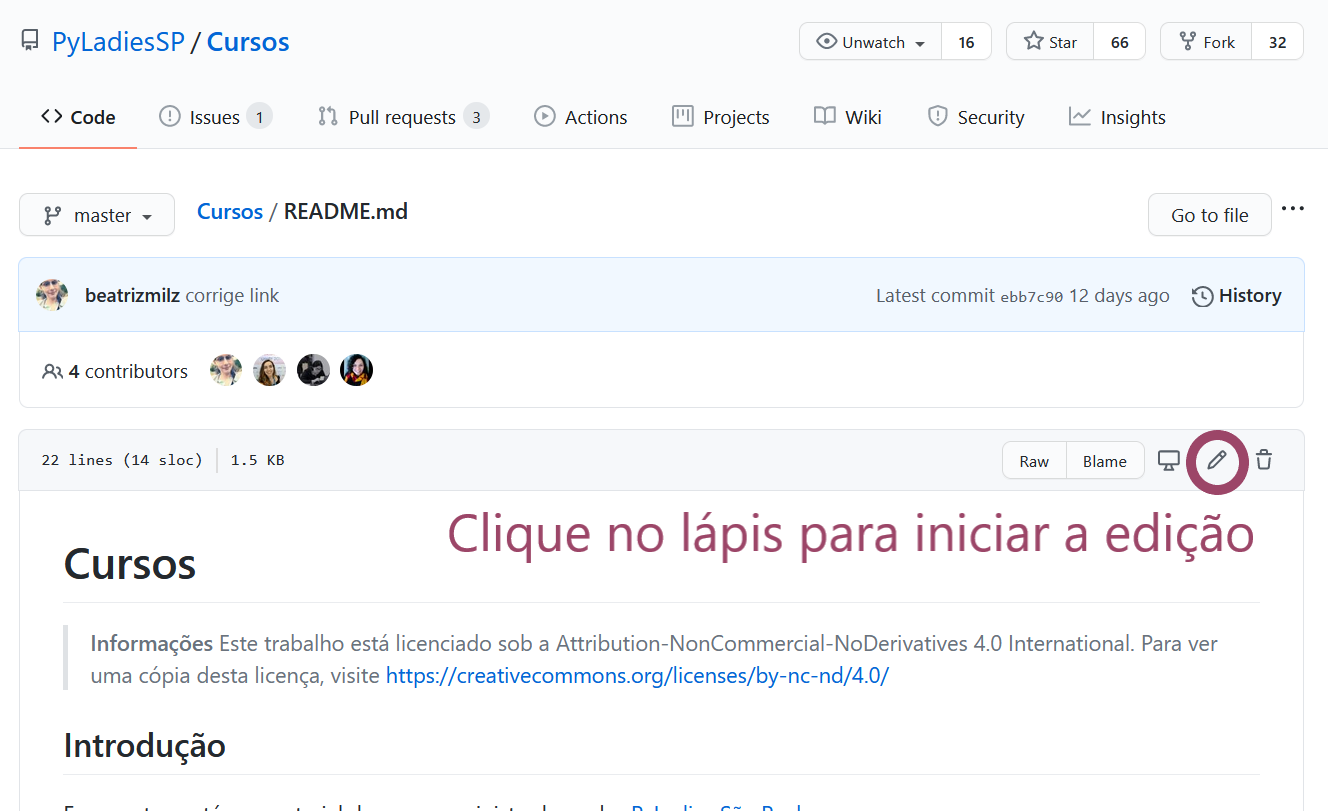 PyLadiesSP / Cursos
Unwatch 16
Star 66
Fork 32
Code
Issues 1
Pull requests 3
Actions
Projects
Wiki
Security
Insights
master
Cursos / README.md
Go to file
beatrizmilz corrige link
Latest commit ebb7c90 12 days ago
History
4 contributors
22 lines (14 sloc) 1.5 KB
Raw
Blame
Clique no lápis para iniciar a edição
Cursos
Informações Este trabalho está licenciado sob a Attribution-NonCommercial-NoDerivatives 4.0 International. Para ver
uma cópia desta licença, visite https://creativecommons.org/licenses/by-nc-nd/4.0/
Introdução